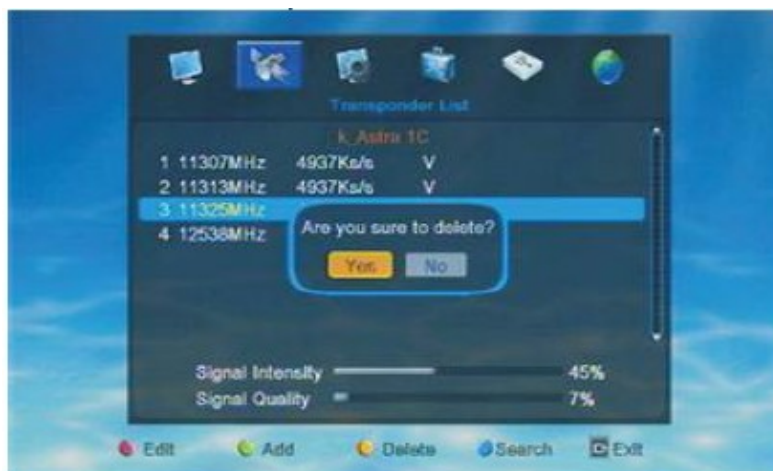 Transponder List
k_Astra 1C
1 11307MHz 4937Ks/s V
2 11313MHz 4937Ks/s V
3 11325MHz
4 12538MHz
Are you sure to delete?
Yes No
Signal Intensity 45%
Signal Quality 7%
Edit Add Delete Search Exit